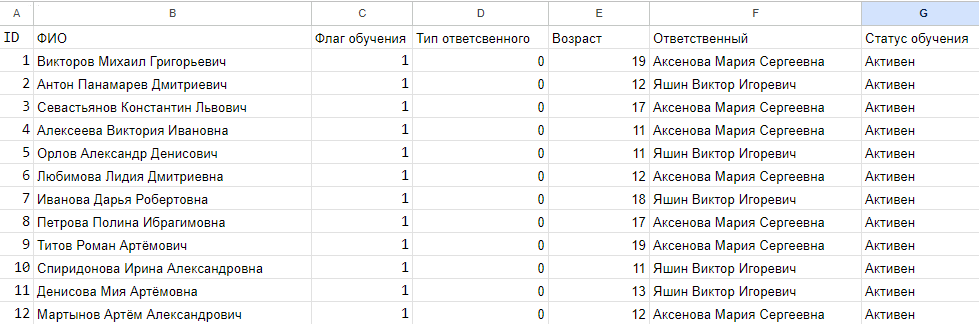 A B C D E F G
ID ФИО Флаг обучения Тип ответсвенного Возраст Ответственный Статус обучения
1 Викторов Михаил Григорьевич 1 0 19 Аксенова Мария Сергеевна Активен
2 Антон Панамарев Дмитриевич 1 0 12 Яшин Виктор Игоревич Активен
3 Севастьянов Константин Львович 1 0 17 Аксенова Мария Сергеевна Активен
4 Алексеева Виктория Ивановна 1 0 11 Аксенова Мария Сергеевна Активен
5 Орлов Александр Денисович 1 0 11 Яшин Виктор Игоревич Активен
6 Любимова Лидия Дмитриевна 1 0 12 Аксенова Мария Сергеевна Активен
7 Иванова Дарья Робертовна 1 0 18 Яшин Виктор Игоревич Активен
8 Петрова Полина Ибрагимовна 1 0 17 Аксенова Мария Сергеевна Активен
9 Титов Роман Артёмович 1 0 19 Аксенова Мария Сергеевна Активен
10 Спиридонова Ирина Александровна 1 0 11 Яшин Виктор Игоревич Активен
11 Денисова Мия Артёмовна 1 0 13 Яшин Виктор Игоревич Активен
12 Мартынов Артём Александрович 1 0 12 Аксенова Мария Сергеевна Активен